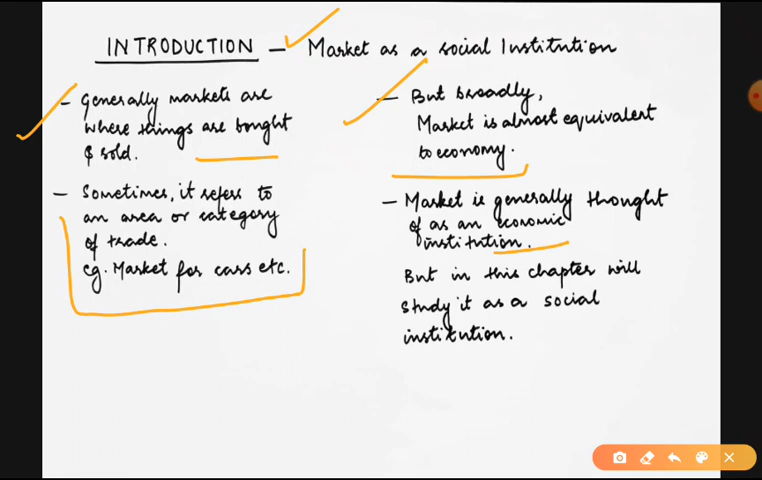 INTRODUCTION - Market as a social Institution
- Generally markets are
where things are bought
& sold.
- Sometimes, it refers to
an area or category
of trade.
eg. Market for cars etc.
- But broadly,
Market is almost equivalent
to economy.
- Market is generally thought
of as an economic
institution.
But in this chapter will
study it as a social
institution.